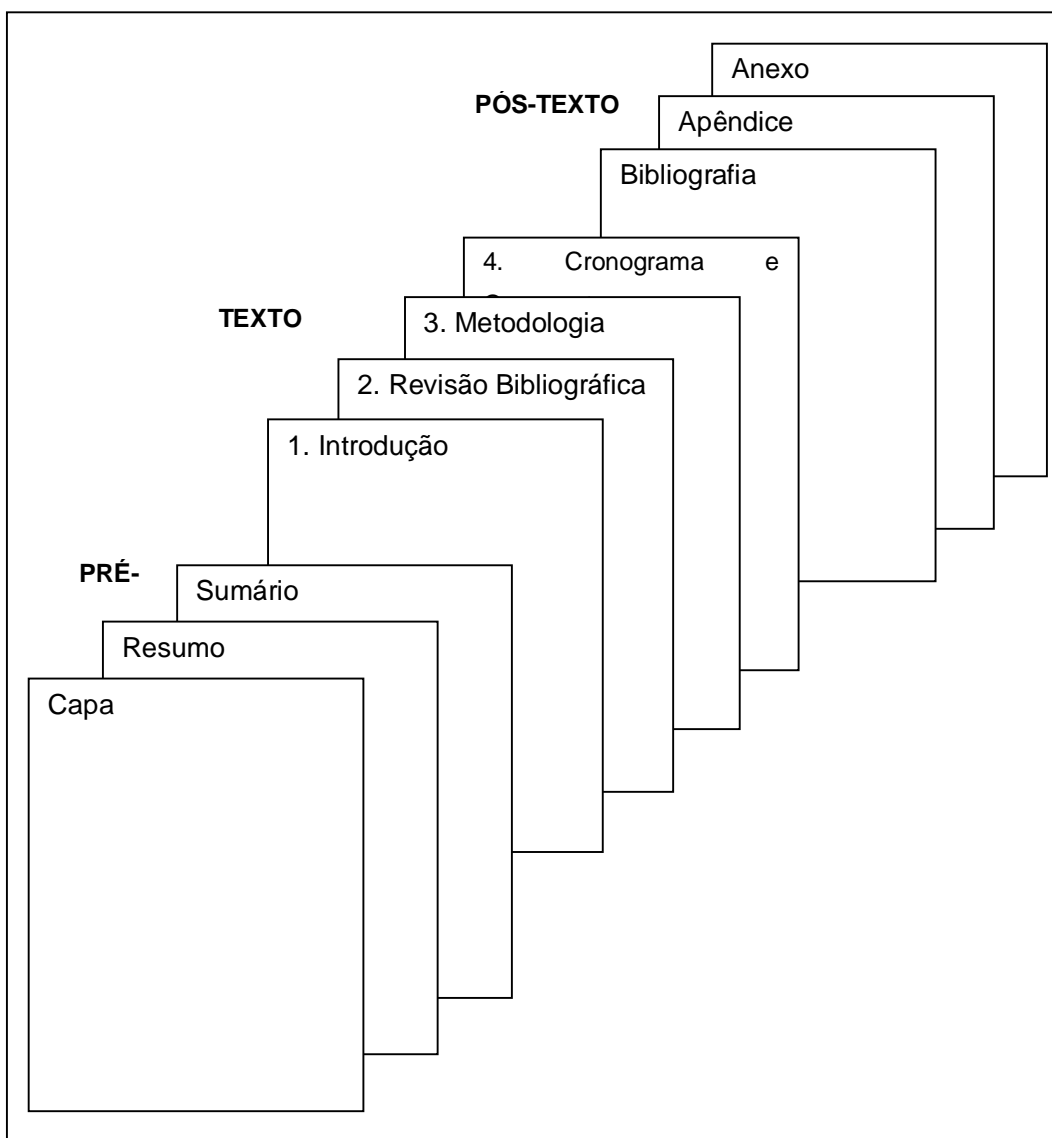 Anexo
PÓS-TEXTO
Apêndice
Bibliografia
4. Cronograma e
TEXTO
3. Metodologia
2. Revisão Bibliográfica
1. Introdução
PRÉ-
Sumário
Resumo
Capa